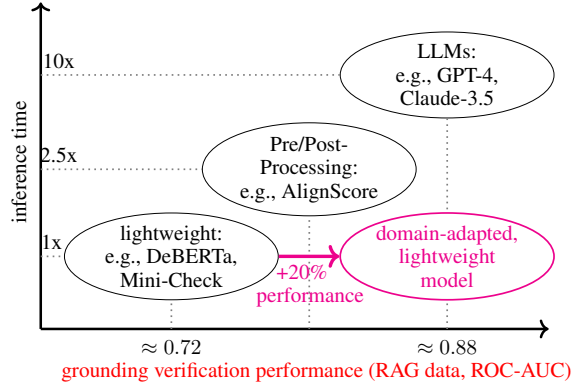 LLMs:
e.g., GPT-4,
Claude-3.5
10x
Pre/Post-
Processing:
e.g., AlignScore
2.5x
inference time
lightweight:
e.g., DeBERTa,
Mini-Check
1x
+20%
performance
domain-adapted,
lightweight
model
≈ 0.72
≈ 0.88
grounding verification performance (RAG data, ROC-AUC)